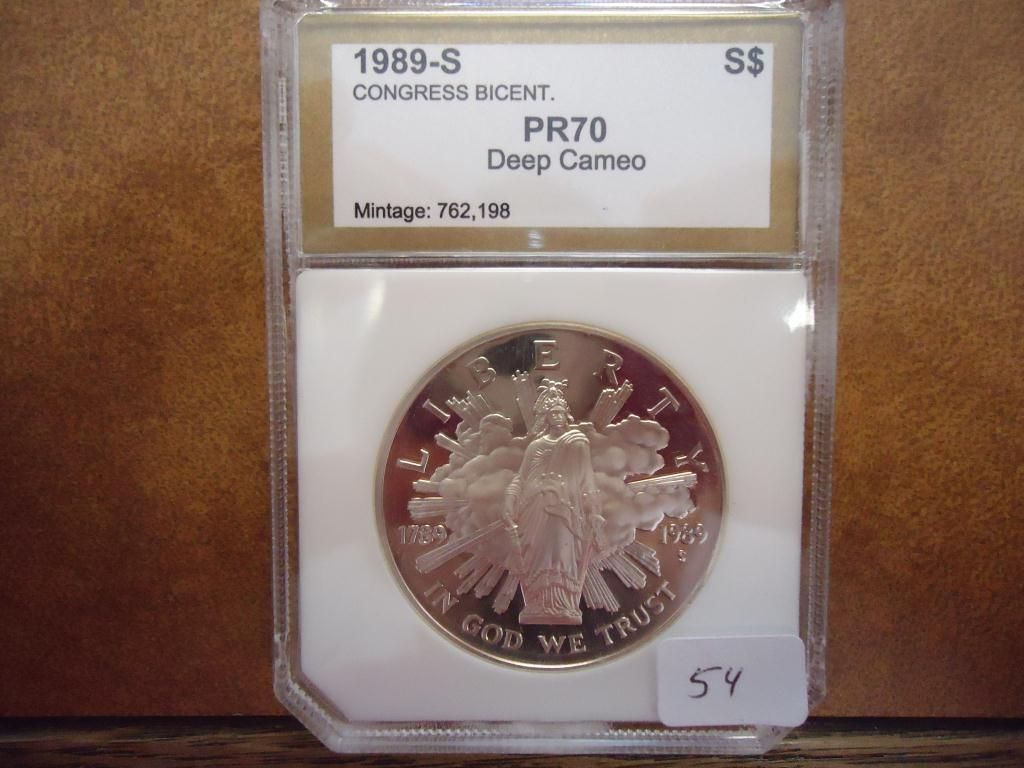 1989-S S$
CONGRESS BICENT.
PR70
Deep Cameo
Mintage: 762,198
LIBERTY
1789 1989
S
IN GOD WE TRUST
54